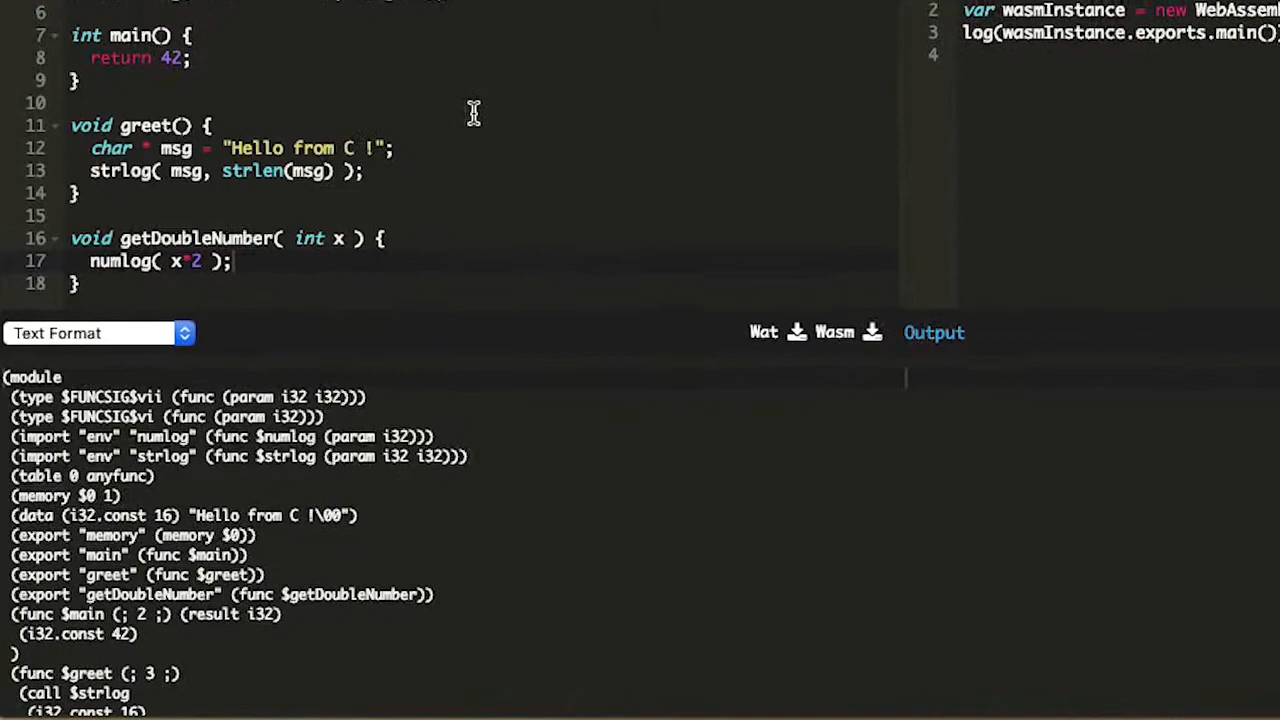 6
7 int main() {
8 return 42;
9 }
10
11 void greet() {
12 char * msg = "Hello from C !";
13 strlog( msg, strlen(msg) );
14 }
15
16 void getDoubleNumber( int x ) {
17 numlog( x*2 );
18 }
2 var wasmInstance = new WebAssemb
3 log(wasmInstance.exports.main()
4
Text Format
Wat Wasm Output
(module
(type $FUNCSIG$vii (func (param i32 i32)))
(type $FUNCSIG$vi (func (param i32)))
(import "env" "numlog" (func $numlog (param i32)))
(import "env" "strlog" (func $strlog (param i32 i32)))
(table 0 anyfunc)
(memory $0 1)
(data (i32.const 16) "Hello from C !\00")
(export "memory" (memory $0))
(export "main" (func $main))
(export "greet" (func $greet))
(export "getDoubleNumber" (func $getDoubleNumber))
(func $main (; 2 ;) (result i32)
(i32.const 42)
)
(func $greet (; 3 ;)
(call $strlog
(i32.const 16)